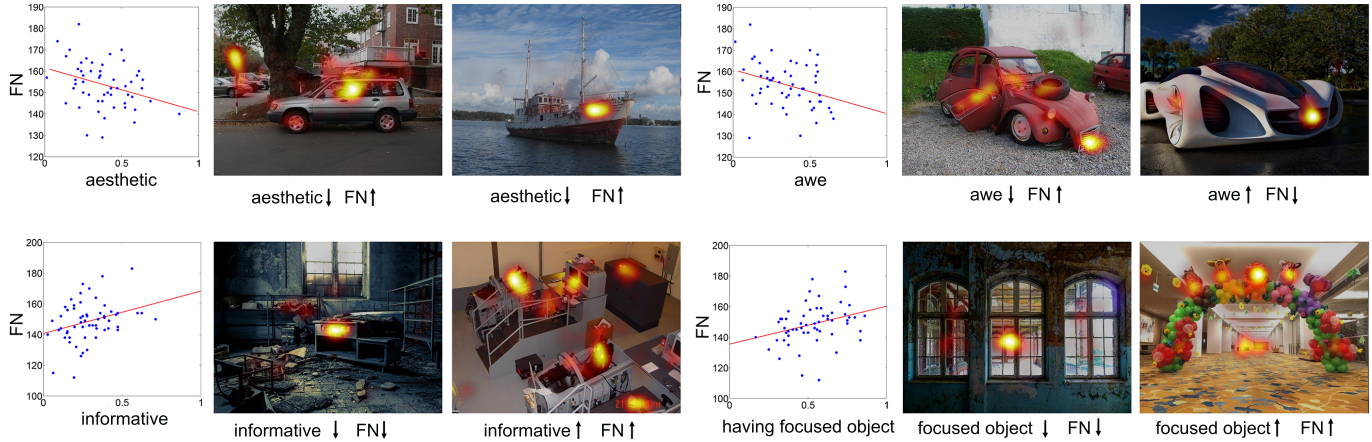 190
180
170
160
150
140
130
120
FN
0 0.5 1
aesthetic
aesthetic↓ FN↑
aesthetic↓ FN↑
190
180
170
160
150
140
130
120
FN
0 0.5 1
awe
awe ↓ FN↑
awe ↑ FN↓
200
180
160
140
120
100
FN
0 0.5 1
informative
informative ↓ FN↓
informative ↑ FN↑
200
180
160
140
120
100
FN
0 0.5 1
having focused object
focused object ↓ FN↓
focused object ↑ FN↑